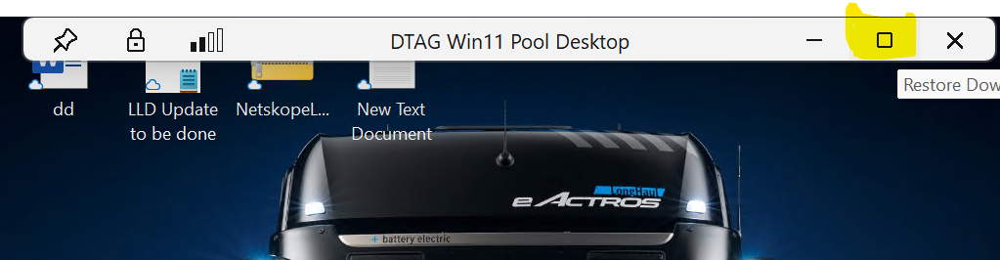 DTAG Win11 Pool Desktop
Restore Dow
dd
LLD Update
to be done
NetskopeL...
New Text
Document
LongHaul
eACTROS
+ battery electric